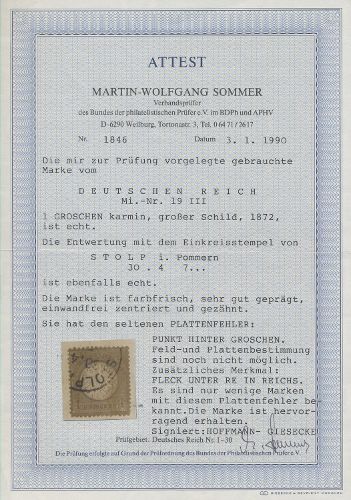 ATTEST
MARTIN-WOLFGANG SOMMER
Verbandsprüfer
des Bundes der philatelistischen Prüfer e.V. im BDPh und APHV
D-6290 Weilburg, Tortonastr. 3, Tel. 0 64 71 / 26 17
Nr. 1846 Datum 3. 1. 1990
Die mir zur Prüfung vorgelegte gebrauchte
Marke vom
DEUTSCHEN REICH
Mi.-Nr. 19 III
1 GROSCHEN karmin, großer Schild, 1872,
ist echt.
Die Entwertung mit dem Einkreisstempel von
STOLP i. Pommern
30 . 4 7...
ist ebenfalls echt.
Die Marke ist farbfrisch, sehr gut geprägt,
einwandfrei zentriert und gezähnt.
Sie hat den seltenen PLATTENFEHLER:
PUNKT HINTER GROSCHEN.
Feld-und Plattenbestimmung
sind noch nicht möglich.
Zusätzliches Merkmal:
FLECK UNTER RE IN REICHS.
Es sind nur wenige Marken
mit diesem Plattenfehler be-
kannt.Die Marke ist hervor-
ragend erhalten.
Signiert:HOFFMANN- GIESECKE
Prüfgebiet: Deutsches Reich Nr. 1-30
Die Prüfung erfolgte auf Grund der Prüfordnung des Bundes der Philatelistischen Prüfer e.V.